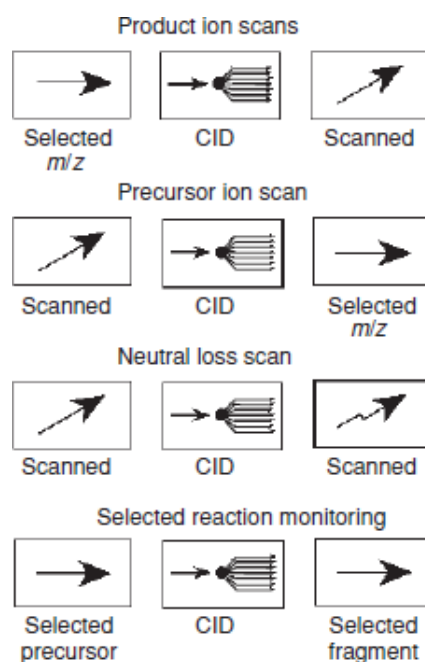 Product ion scans
Selected CID Scanned
m/z
Precursor ion scan
Scanned CID Selected
m/z
Neutral loss scan
Scanned CID Scanned
Selected reaction monitoring
Selected CID Selected
precursor fragment